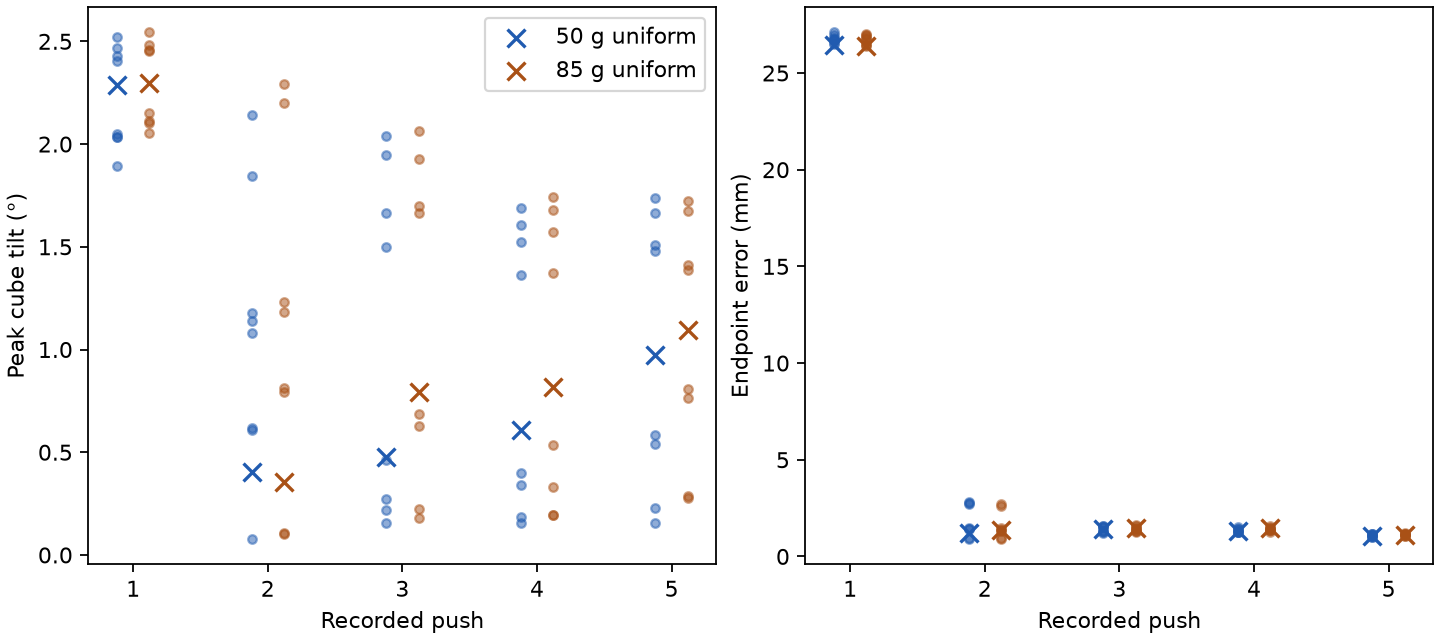 2.5
2.0
1.5
1.0
0.5
0.0
Peak cube tilt (°)
50 g uniform
85 g uniform
1 2 3 4 5
Recorded push
25
20
15
10
5
0
Endpoint error (mm)
1 2 3 4 5
Recorded push